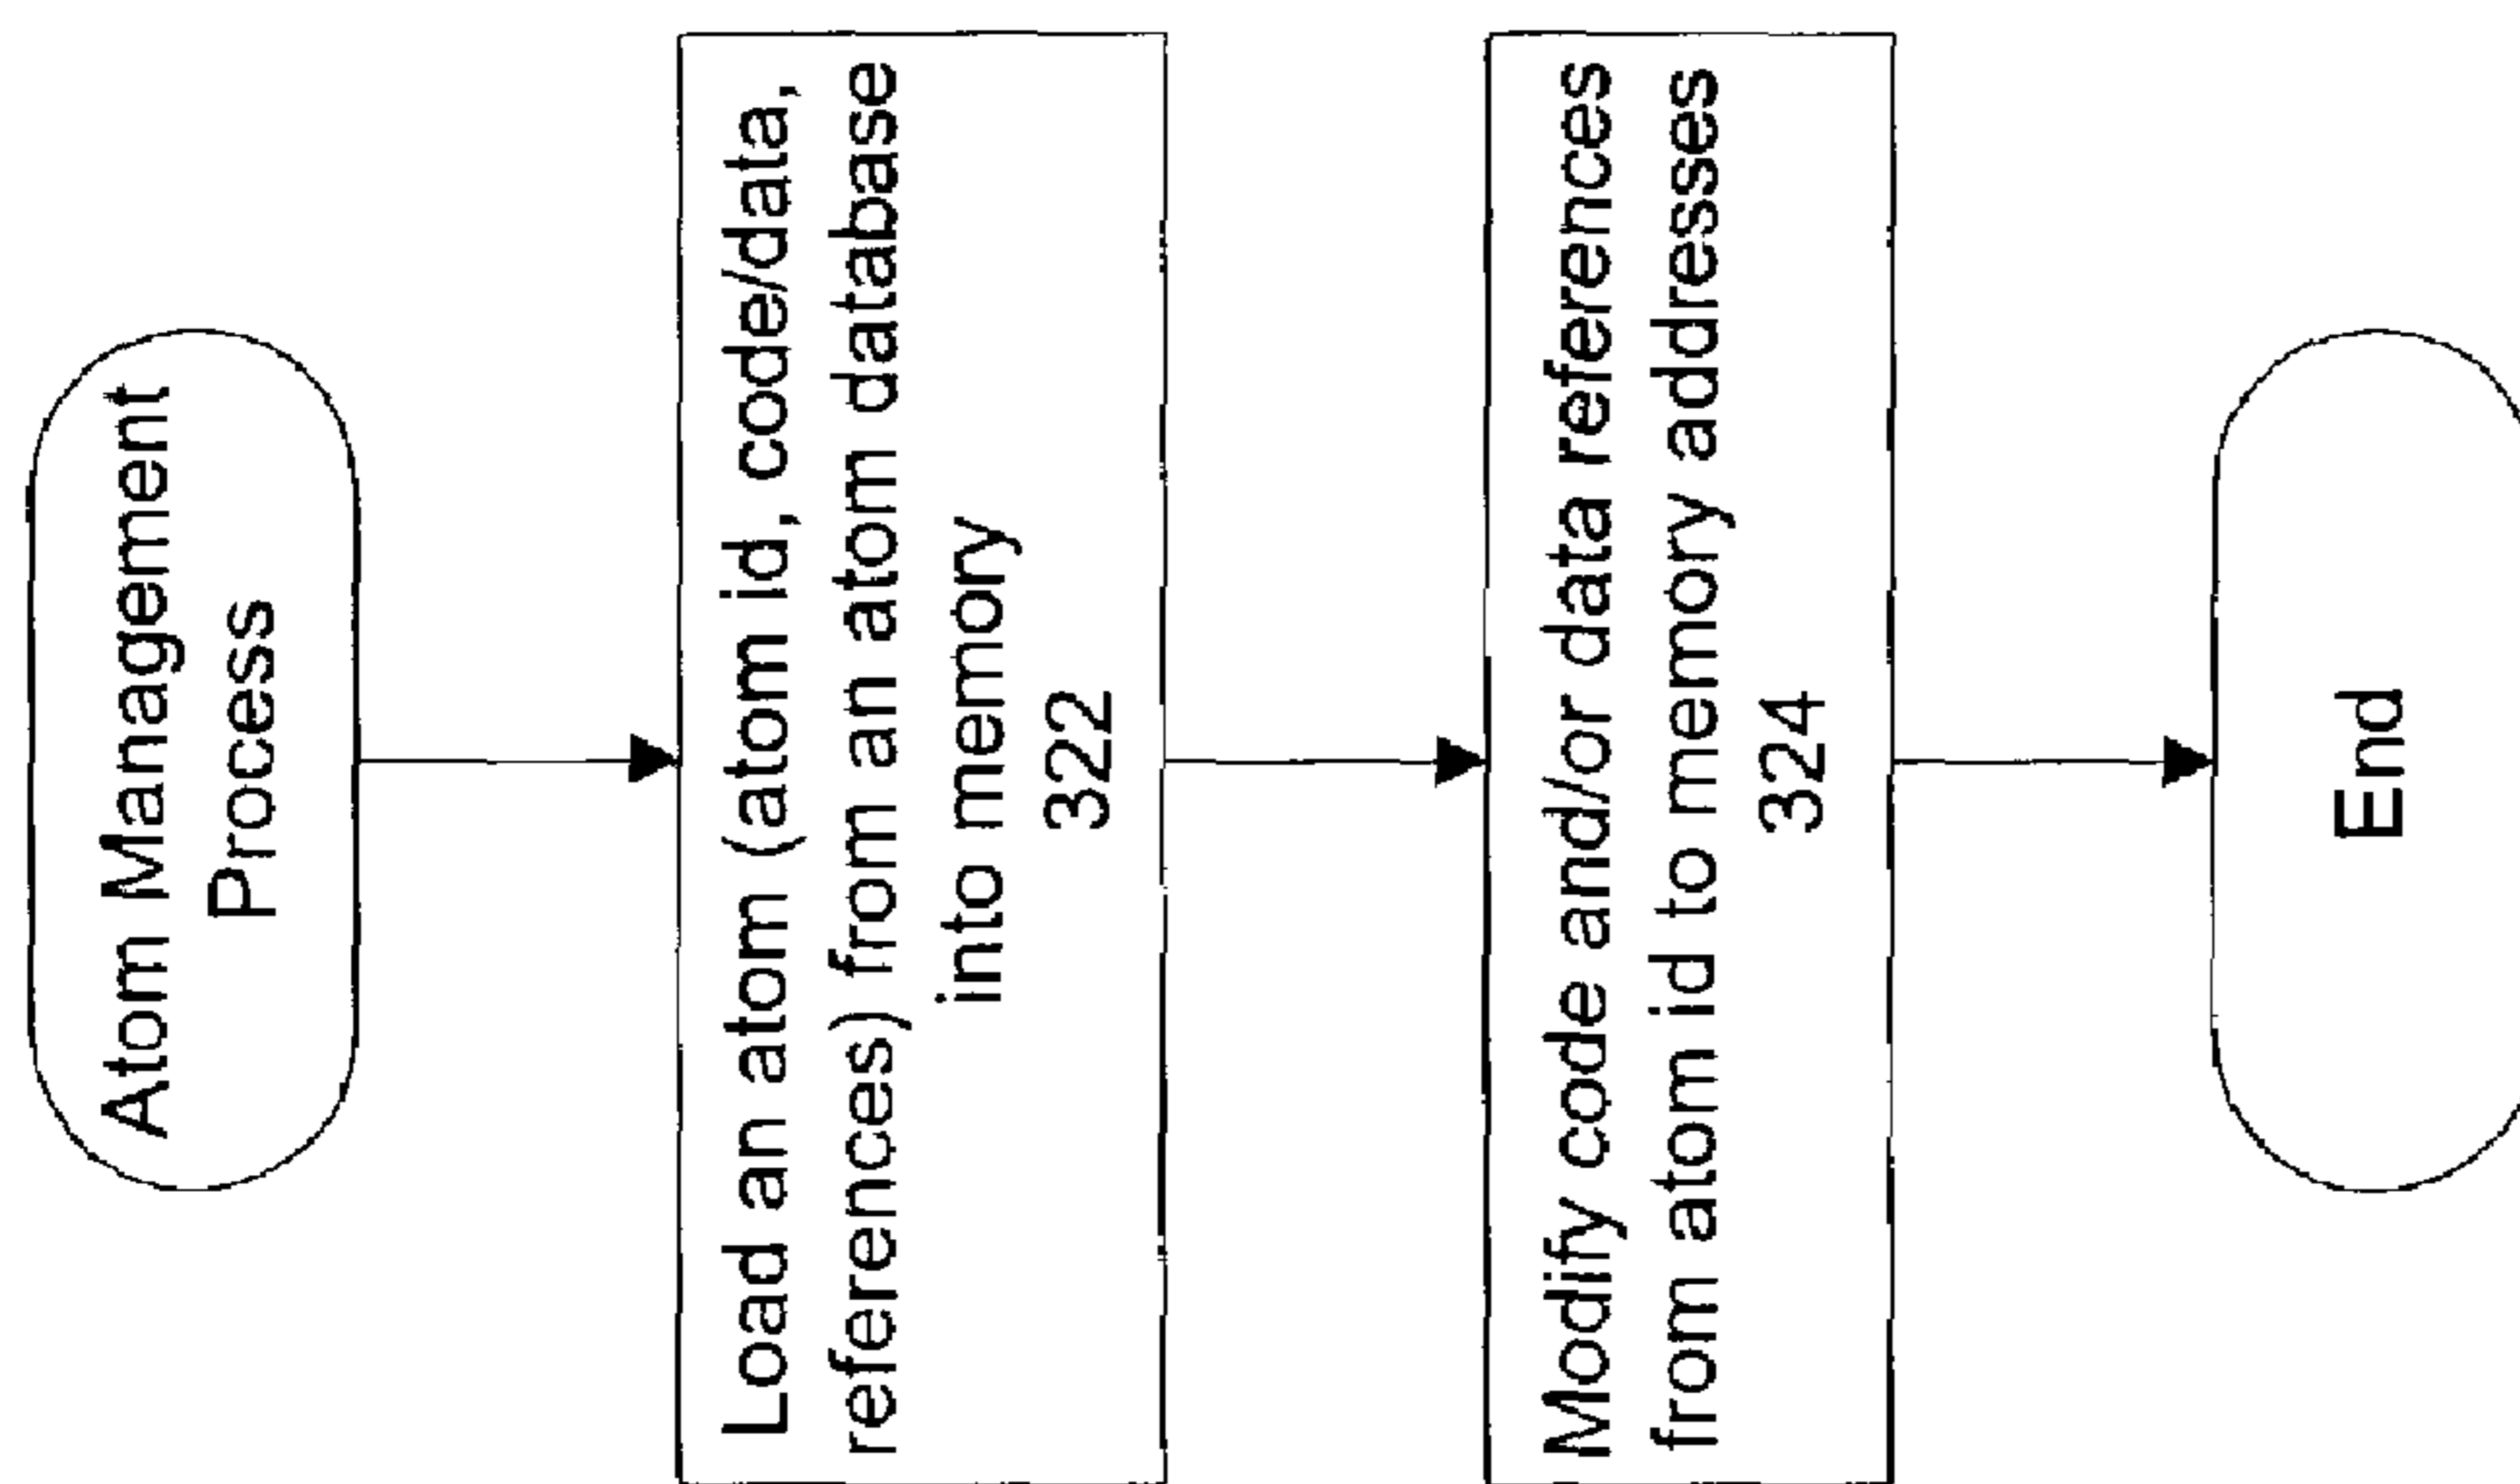 Atom Management
Process
Load an atom (atom id, code/data,
references) from an atom database
into memory
322
Modify code and/or data references
from atom id to memory addresses
324
End